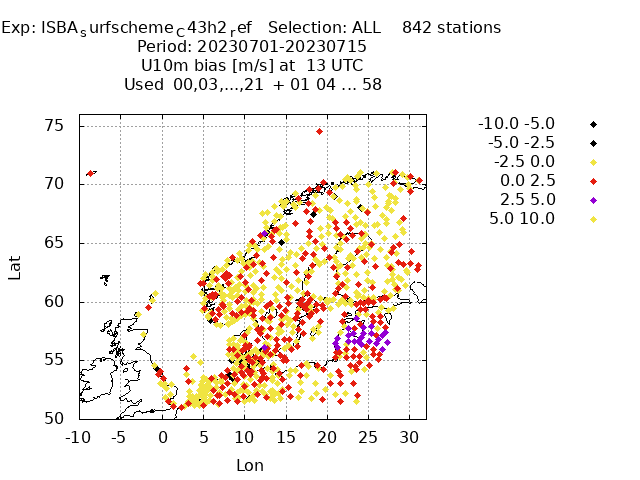 Exp: ISBAsurfschemeC43h2ref   Selection: ALL    842 stations
Period: 20230701-20230715
U10m bias [m/s] at  13 UTC
Used  00,03,...,21  + 01 04 ... 58
-10.0 -5.0
-5.0 -2.5
-2.5 0.0
0.0 2.5
2.5 5.0
5.0 10.0
75
70
65
60
55
50
Lat
-10 -5 0 5 10 15 20 25 30
Lon